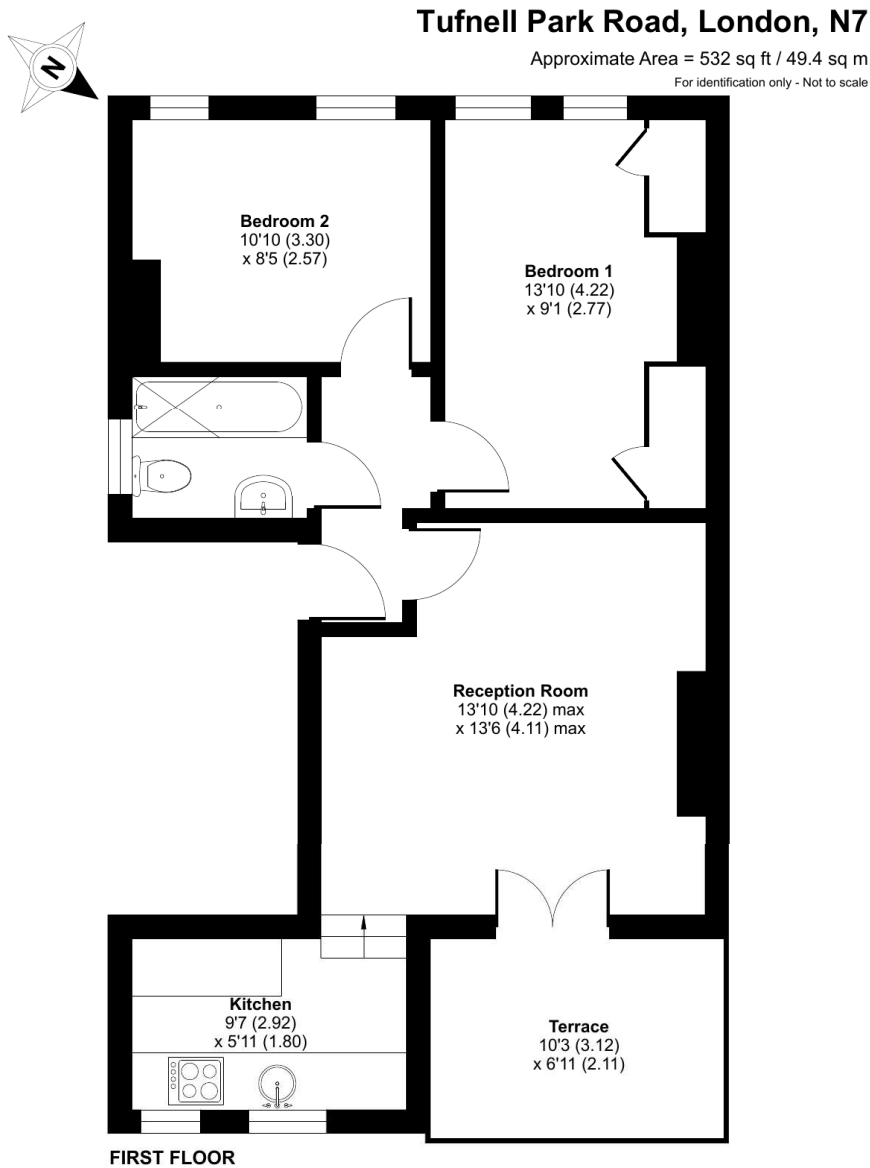 Tufnell Park Road, London, N7
Approximate Area = 532 sq ft / 49.4 sq m
For identification only - Not to scale
N
Bedroom 2
10'10 (3.30)
x 8'5 (2.57)
Bedroom 1
13'10 (4.22)
x 9'1 (2.77)
Reception Room
13'10 (4.22) max
x 13'6 (4.11) max
Kitchen
9'7 (2.92)
x 5'11 (1.80)
Terrace
10'3 (3.12)
x 6'11 (2.11)
FIRST FLOOR